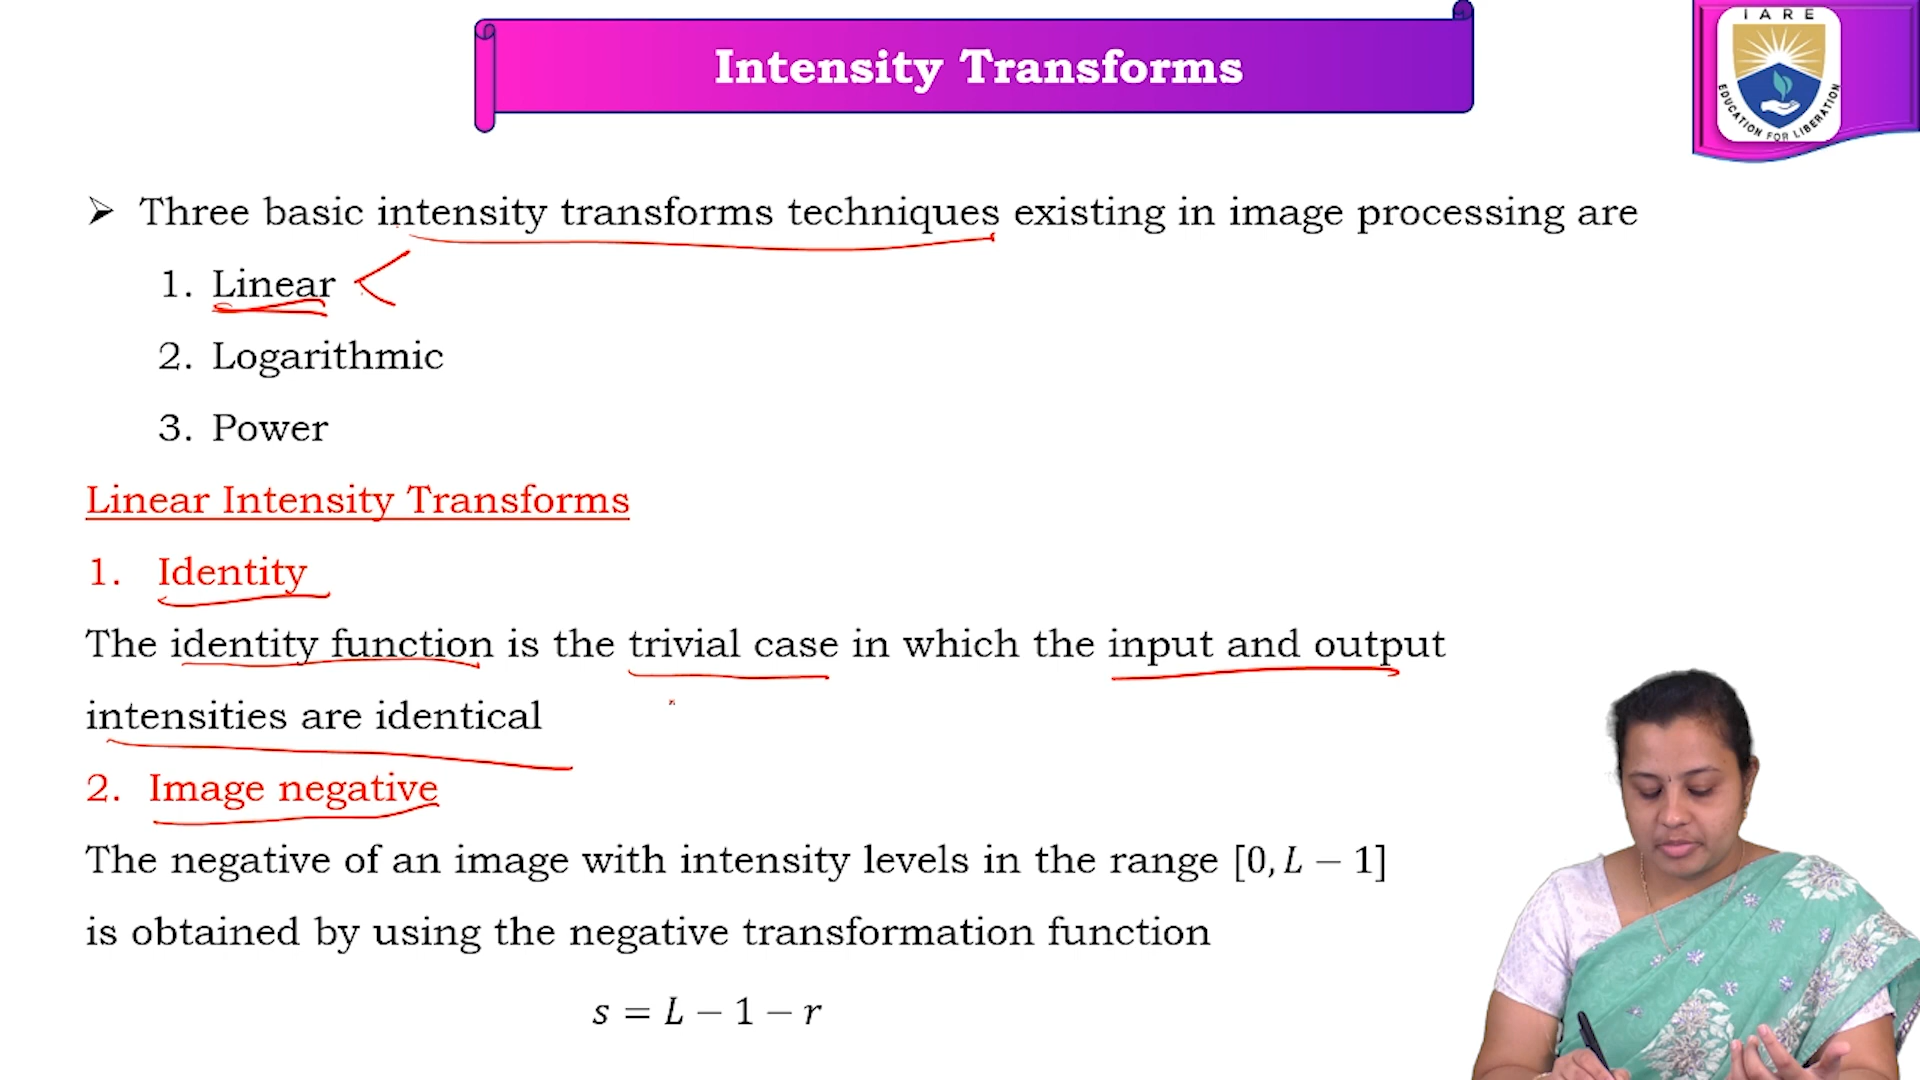 Intensity Transforms
IARE
EDUCATION FOR LIBERATION
➢ Three basic intensity transforms techniques existing in image processing are
1. Linear
2. Logarithmic
3. Power
Linear Intensity Transforms
1. Identity
The identity function is the trivial case in which the input and output
intensities are identical
2. Image negative
The negative of an image with intensity levels in the range [0, L − 1]
is obtained by using the negative transformation function
s = L − 1 − r